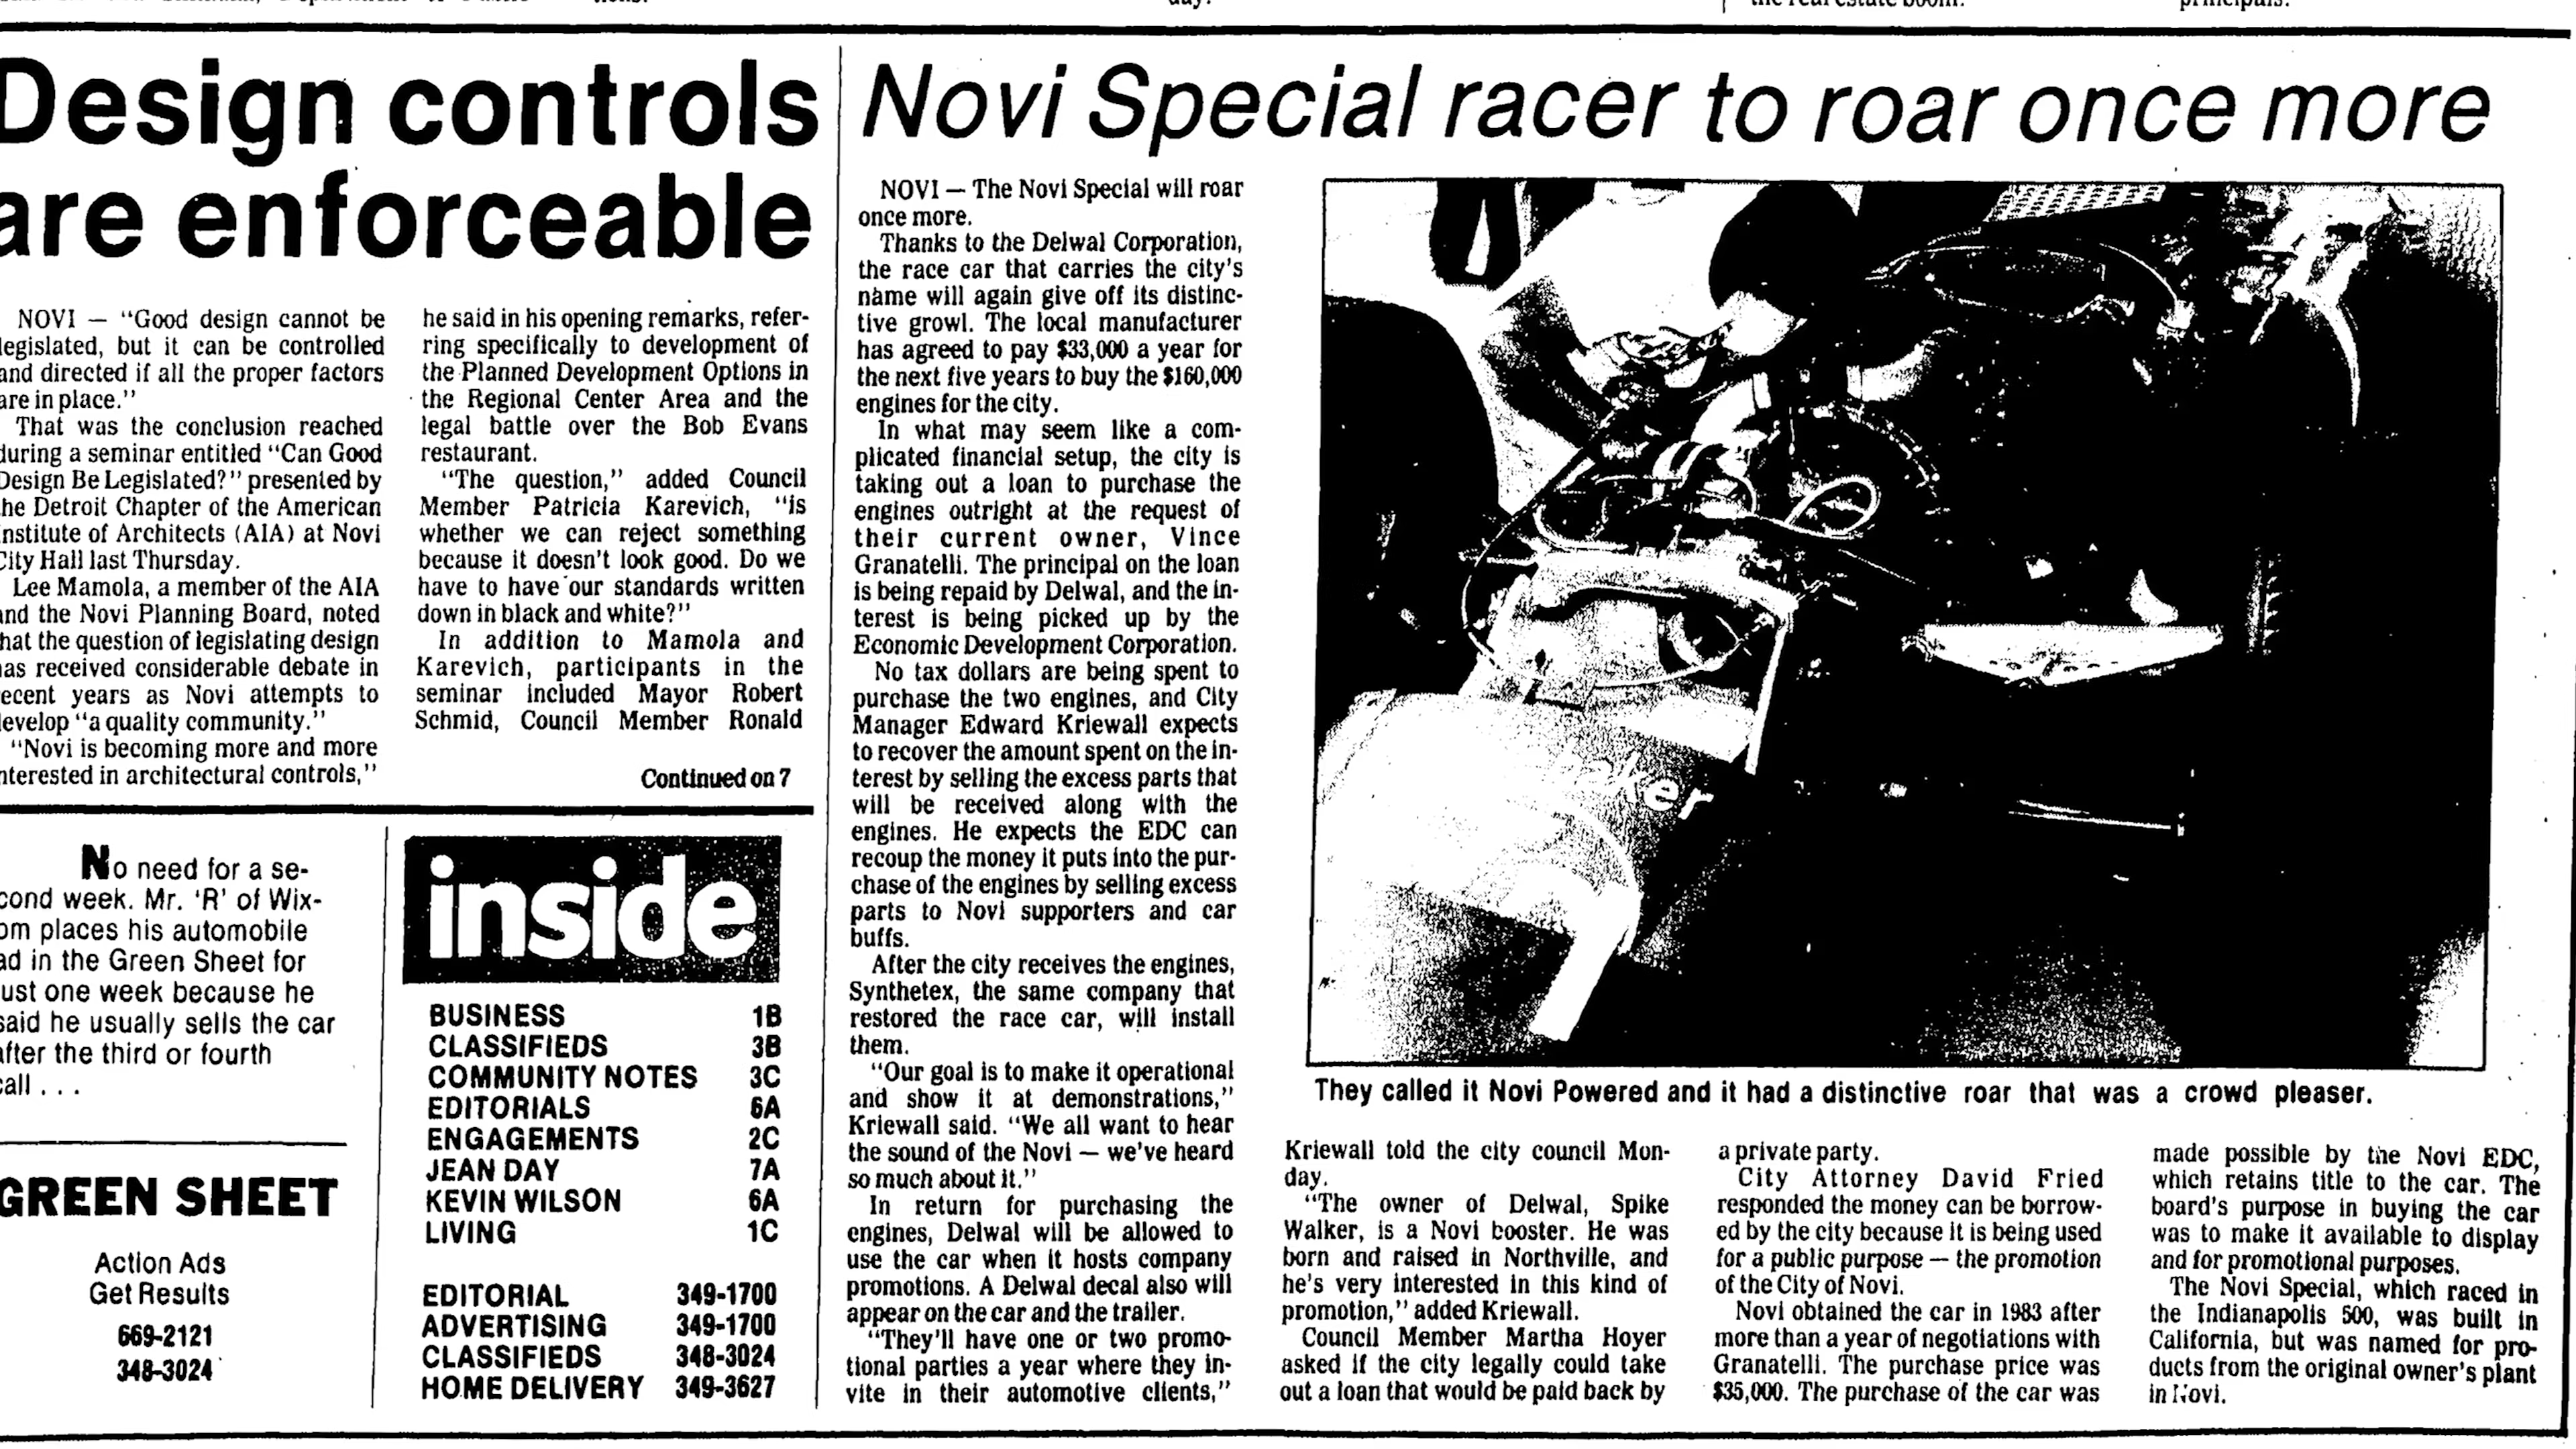 the real estate boom.
principals.
day.
tions.
Design controls
are enforceable
NOVI — "Good design cannot be
legislated, but it can be controlled
and directed if all the proper factors
are in place."
That was the conclusion reached
during a seminar entitled "Can Good
Design Be Legislated?" presented by
the Detroit Chapter of the American
Institute of Architects (AIA) at Novi
City Hall last Thursday.
Lee Mamola, a member of the AIA
and the Novi Planning Board, noted
that the question of legislating design
has received considerable debate in
recent years as Novi attempts to
develop "a quality community."
"Novi is becoming more and more
interested in architectural controls,"
he said in his opening remarks, refer-
ring specifically to development of
the Planned Development Options in
the Regional Center Area and the
legal battle over the Bob Evans
restaurant.
"The question," added Council
Member Patricia Karevich, "is
whether we can reject something
because it doesn't look good. Do we
have to have our standards written
down in black and white?"
In addition to Mamola and
Karevich, participants in the
seminar included Mayor Robert
Schmid, Council Member Ronald
Continued on 7
No need for a se-
cond week. Mr. 'R' of Wix-
om places his automobile
ad in the Green Sheet for
just one week because he
said he usually sells the car
after the third or fourth
call . . .
GREEN SHEET
Action Ads
Get Results
669-2121
348-3024
inside
BUSINESS 1B
CLASSIFIEDS 3B
COMMUNITY NOTES 3C
EDITORIALS 6A
ENGAGEMENTS 2C
JEAN DAY 7A
KEVIN WILSON 6A
LIVING 1C
EDITORIAL 349-1700
ADVERTISING 349-1700
CLASSIFIEDS 348-3024
HOME DELIVERY 349-3627
Novi Special racer to roar once more
NOVI — The Novi Special will roar
once more.
Thanks to the Delwal Corporation,
the race car that carries the city's
name will again give off its distinc-
tive growl. The local manufacturer
has agreed to pay $33,000 a year for
the next five years to buy the $160,000
engines for the city.
In what may seem like a com-
plicated financial setup, the city is
taking out a loan to purchase the
engines outright at the request of
their current owner, Vince
Granatelli. The principal on the loan
is being repaid by Delwal, and the in-
terest is being picked up by the
Economic Development Corporation.
No tax dollars are being spent to
purchase the two engines, and City
Manager Edward Kriewall expects
to recover the amount spent on the in-
terest by selling the excess parts that
will be received along with the
engines. He expects the EDC can
recoup the money it puts into the pur-
chase of the engines by selling excess
parts to Novi supporters and car
buffs.
After the city receives the engines,
Synthetex, the same company that
restored the race car, will install
them.
"Our goal is to make it operational
and show it at demonstrations,"
Kriewall said. "We all want to hear
the sound of the Novi — we've heard
so much about it."
In return for purchasing the
engines, Delwal will be allowed to
use the car when it hosts company
promotions. A Delwal decal also will
appear on the car and the trailer.
"They'll have one or two promo-
tional parties a year where they in-
vite in their automotive clients,"
ker
They called it Novi Powered and it had a distinctive roar that was a crowd pleaser.
Kriewall told the city council Mon-
day.
"The owner of Delwal, Spike
Walker, is a Novi booster. He was
born and raised in Northville, and
he's very interested in this kind of
promotion," added Kriewall.
Council Member Martha Hoyer
asked if the city legally could take
out a loan that would be paid back by
a private party.
City Attorney David Fried
responded the money can be borrow-
ed by the city because it is being used
for a public purpose — the promotion
of the City of Novi.
Novi obtained the car in 1983 after
more than a year of negotiations with
Granatelli. The purchase price was
$35,000. The purchase of the car was
made possible by the Novi EDC,
which retains title to the car. The
board's purpose in buying the car
was to make it available to display
and for promotional purposes.
The Novi Special, which raced in
the Indianapolis 500, was built in
California, but was named for pro-
ducts from the original owner's plant
in Novi.